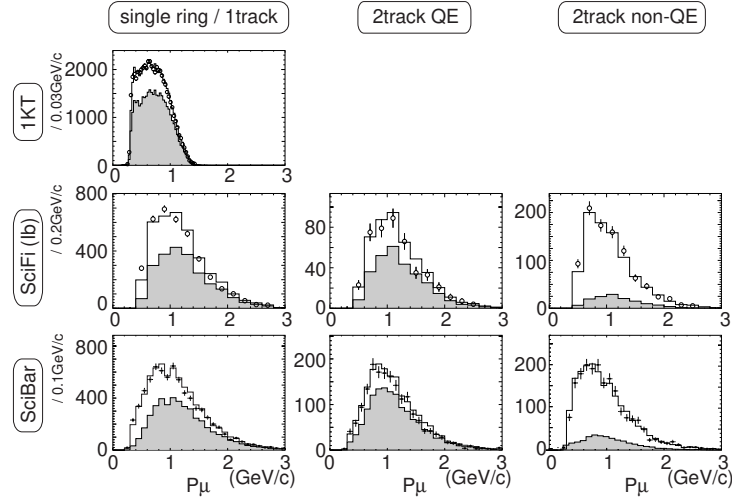 single ring / 1track
2track QE
2track non-QE
1KT
/ 0.03GeV/c
2000
1000
0
0 1 2 3
SciFi (Ib)
/ 0.2GeV/c
800
400
0
0 1 2 3
80
40
0
0 1 2 3
200
100
0
0 1 2 3
SciBar
/ 0.1GeV/c
800
400
0
0 1 2 3
Pμ (GeV/c)
200
100
0
0 1 2 3
Pμ (GeV/c)
200
100
0
0 1 2 3
Pμ (GeV/c)